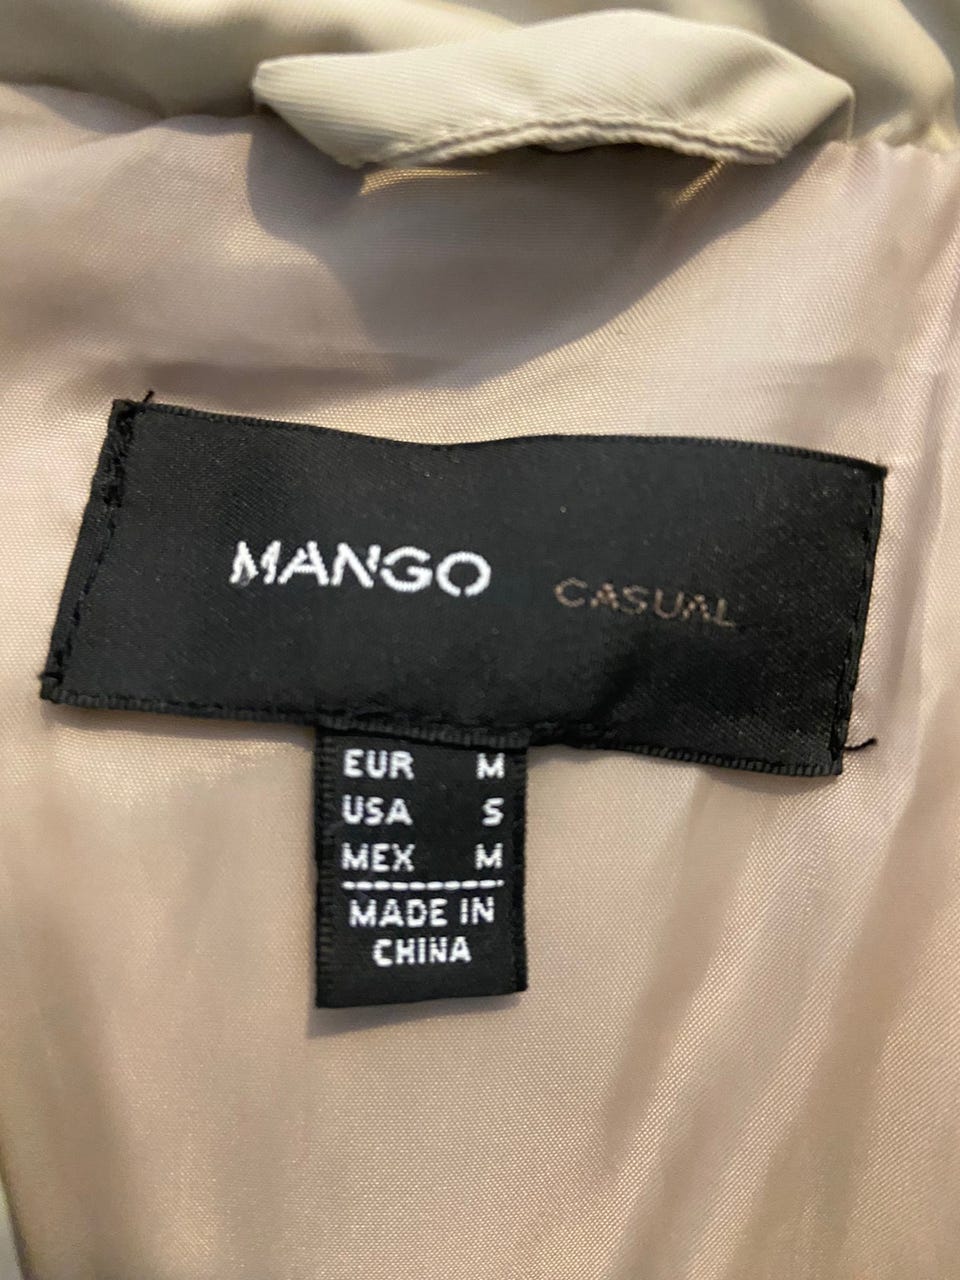 MANGO CASUAL
EUR M
USA S
MEX M
MADE IN
CHINA